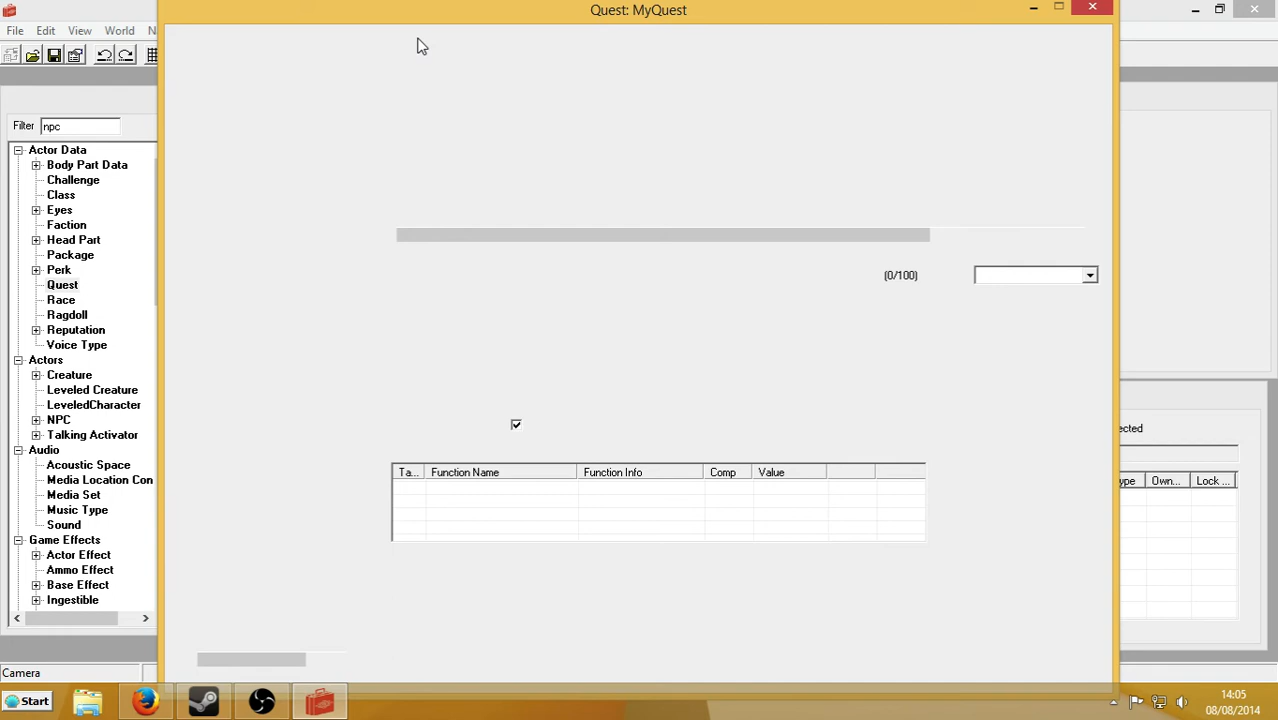 Quest: MyQuest
File Edit View World
Filter npc
Actor Data
Body Part Data
Challenge
Class
Eyes
Faction
Head Part
Package
Perk
Quest
Race
Ragdoll
Reputation
Voice Type
Actors
Creature
Leveled Creature
LeveledCharacter
NPC
Talking Activator
Audio
Acoustic Space
Media Location Con
Media Set
Music Type
Sound
Game Effects
Actor Effect
Ammo Effect
Base Effect
Ingestible
Camera
(0/100)
Ta... Function Name Function Info Comp Value
ected
ype Own... Lock ...
Start
14:05
08/08/2014